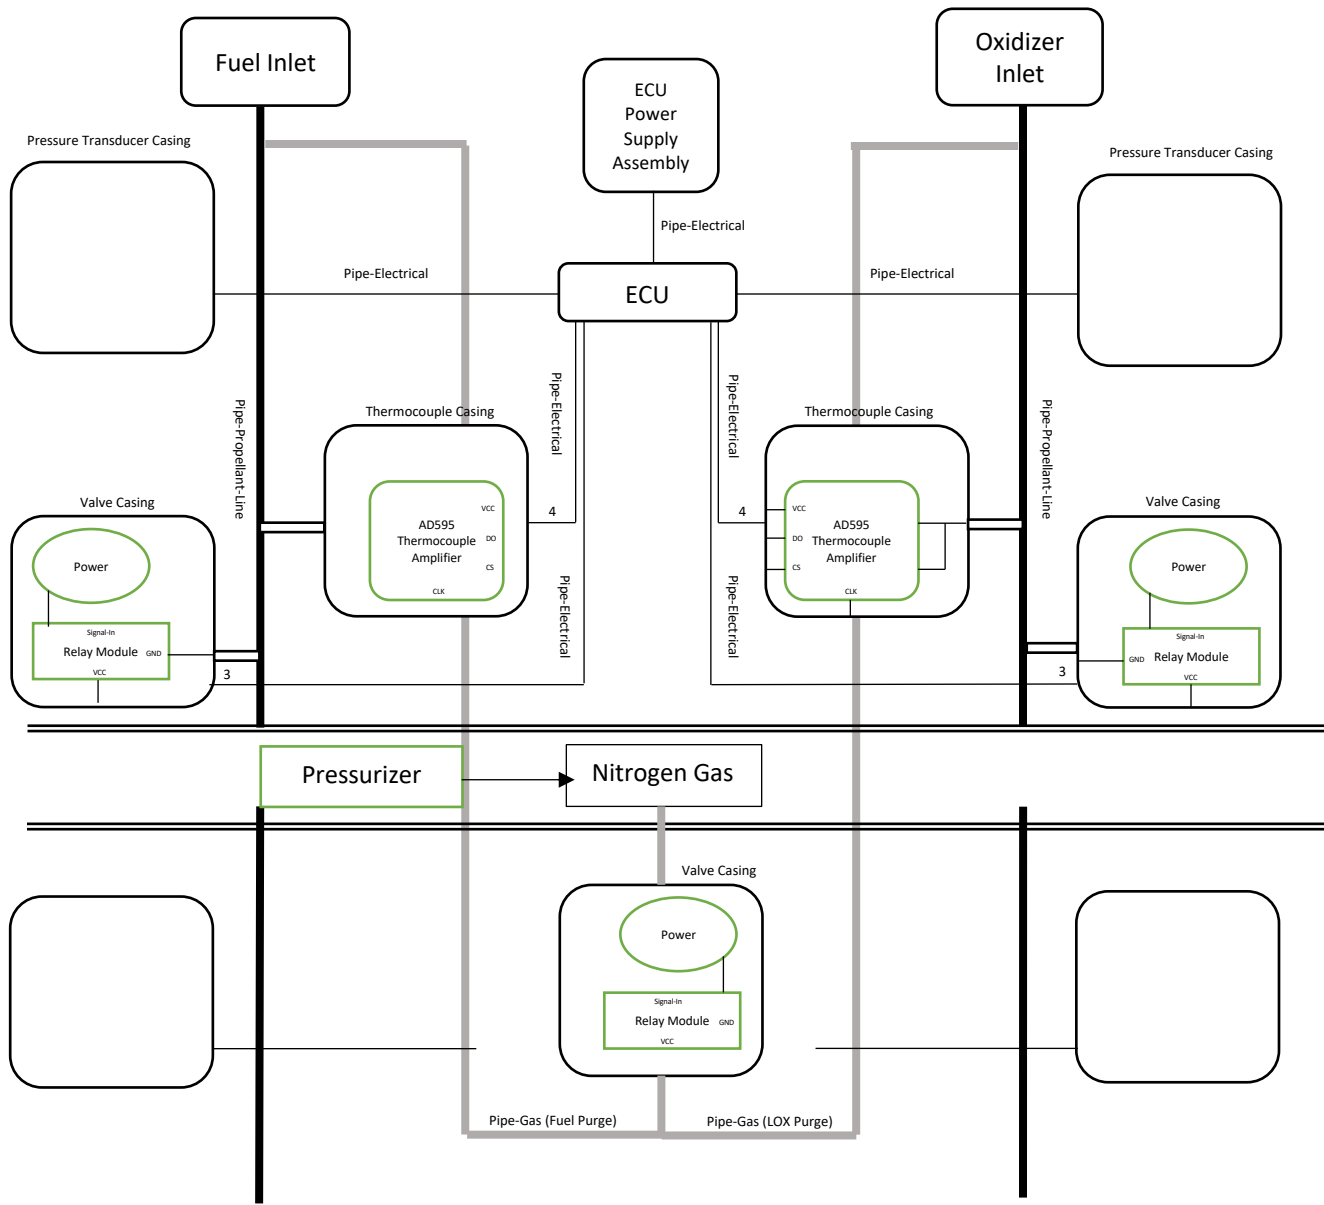 Fuel Inlet
Oxidizer
Inlet
ECU
Power
Supply
Assembly
Pressure Transducer Casing
Pressure Transducer Casing
Pipe-Electrical
Pipe-Electrical
Pipe-Electrical
ECU
Pipe-Propellant-Line
Pipe-Electrical
Pipe-Electrical
Pipe-Propellant-Line
Thermocouple Casing
Thermocouple Casing
Valve Casing
Valve Casing
4
4
VCC
AD595
DO
Thermocouple
Amplifier
CS
CLK
VCC
AD595
DO
Thermocouple
Amplifier
CS
CLK
Power
Power
Pipe-Electrical
Pipe-Electrical
Signal-In
Relay Module
GND
VCC
3
Signal-In
GND
Relay Module
VCC
3
Pressurizer
Nitrogen Gas
Valve Casing
Power
Signal-In
Relay Module
GND
VCC
Pipe-Gas (Fuel Purge)
Pipe-Gas (LOX Purge)